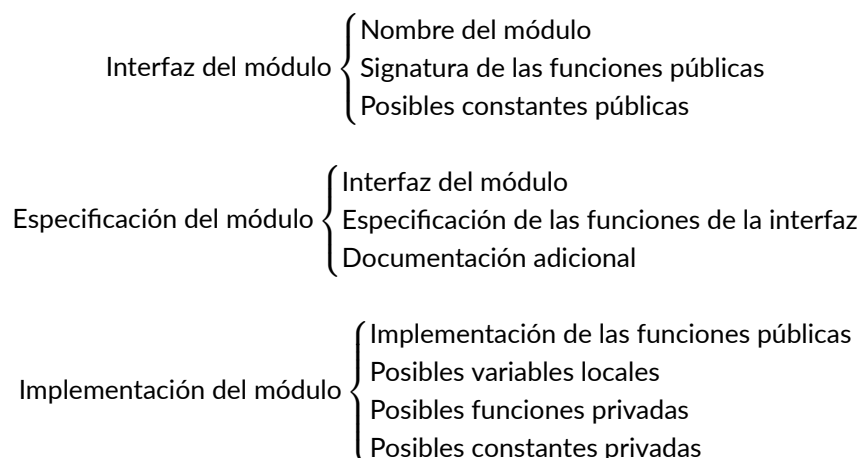 Nombre del módulo
Interfaz del módulo
Signatura de las funciones públicas
Posibles constantes públicas
Interfaz del módulo
Especificación del módulo
Especificación de las funciones de la interfaz
Documentación adicional
Implementación de las funciones públicas
Posibles variables locales
Implementación del módulo
Posibles funciones privadas
Posibles constantes privadas